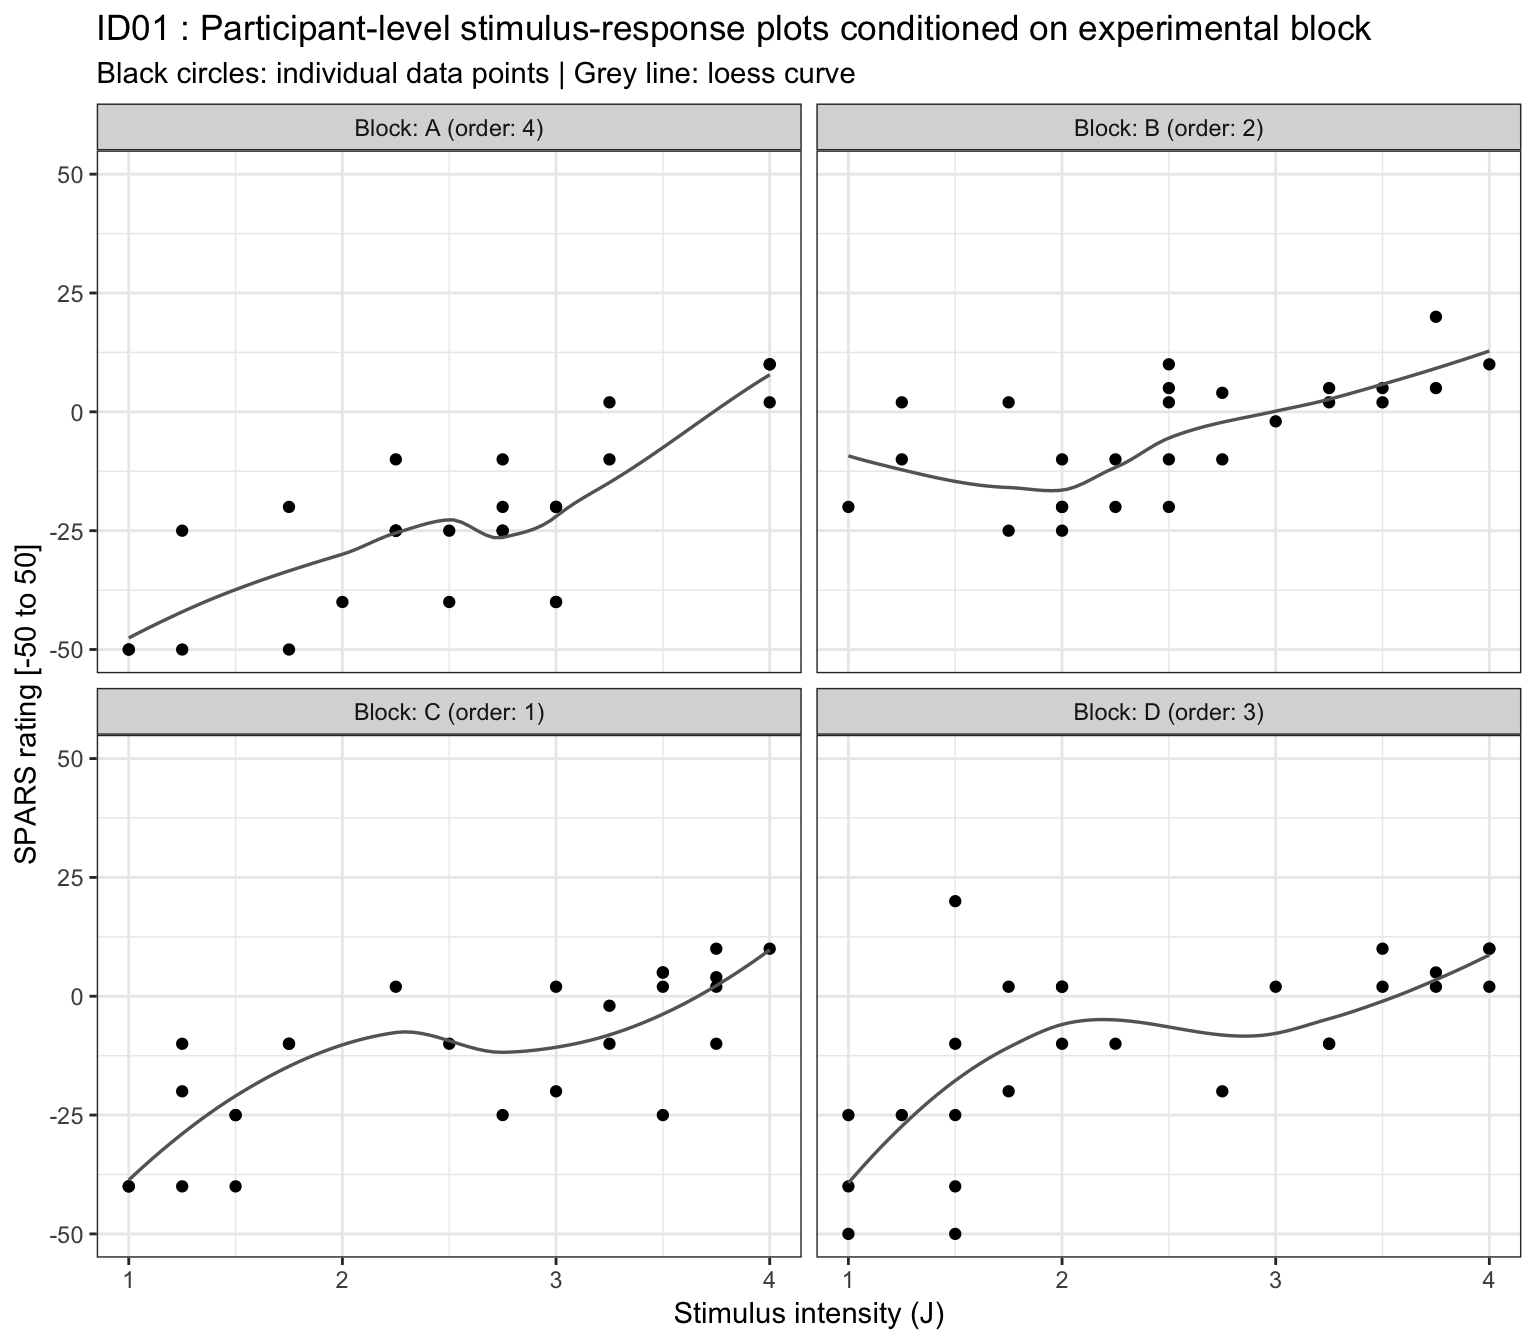 ID01 : Participant-level stimulus-response plots conditioned on experimental block
Black circles: individual data points | Grey line: loess curve
Block: A (order: 4)
Block: B (order: 2)
50
25
0
-25
-50
Block: C (order: 1)
Block: D (order: 3)
50
25
0
-25
-50
SPARS rating [-50 to 50]
1 2 3 4
1 2 3 4
Stimulus intensity (J)